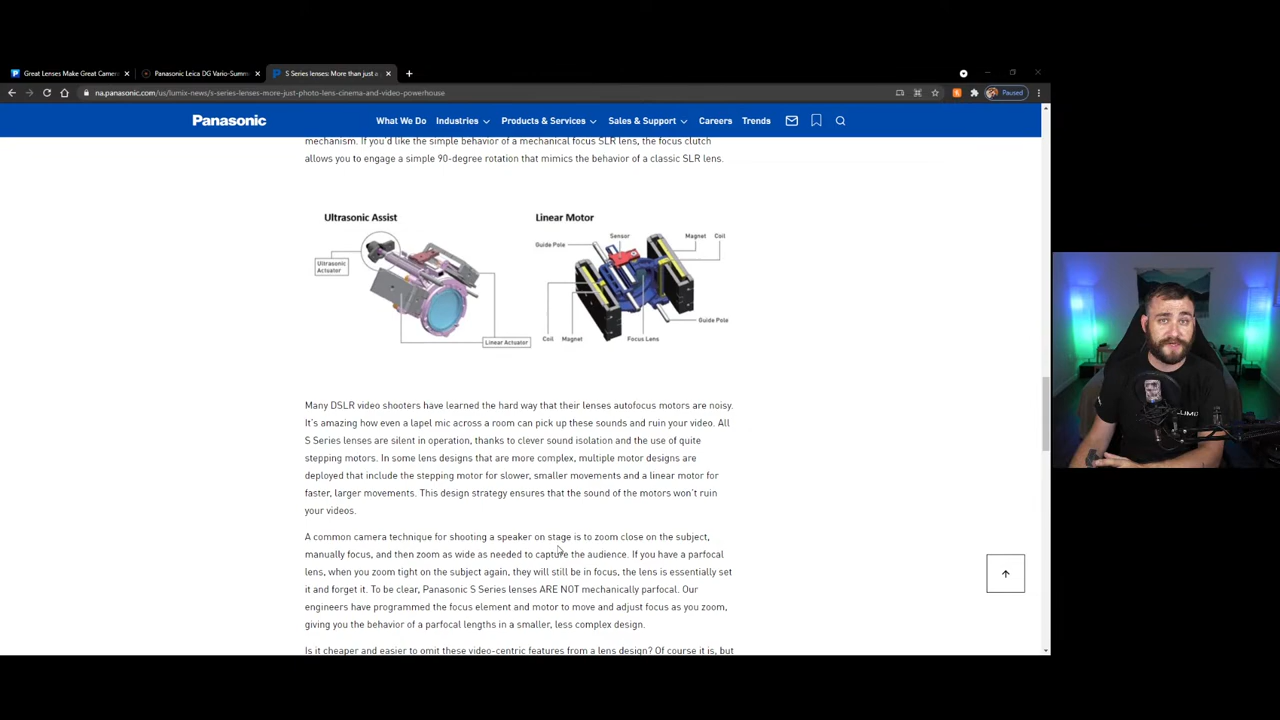 Great Lenses Make Great Camera
Panasonic Leica DG Vario-Summ
S Series lenses: More than just a p
na.panasonic.com/us/lumix-news/s-series-lenses-more-just-photo-lens-cinema-and-video-powerhouse
Paused
Panasonic
What We Do
Industries
Products & Services
Sales & Support
Careers
Trends
mechanism. If you'd like the simple behavior of a mechanical focus SLR lens, the focus clutch
allows you to engage a simple 90-degree rotation that mimics the behavior of a classic SLR lens.
Ultrasonic Assist
Ultrasonic
Actuator
Linear Actuator
Linear Motor
Guide Pole
Sensor
Magnet
Coil
Guide Pole
Coil
Magnet
Focus Lens
Many DSLR video shooters have learned the hard way that their lenses autofocus motors are noisy.
It's amazing how even a lapel mic across a room can pick up these sounds and ruin your video. All
S Series lenses are silent in operation, thanks to clever sound isolation and the use of quite
stepping motors. In some lens designs that are more complex, multiple motor designs are
deployed that include the stepping motor for slower, smaller movements and a linear motor for
faster, larger movements. This design strategy ensures that the sound of the motors won't ruin
your videos.
A common camera technique for shooting a speaker on stage is to zoom close on the subject,
manually focus, and then zoom as wide as needed to capture the audience. If you have a parfocal
lens, when you zoom tight on the subject again, they will still be in focus, the lens is essentially set
it and forget it. To be clear, Panasonic S Series lenses ARE NOT mechanically parfocal. Our
engineers have programmed the focus element and motor to move and adjust focus as you zoom,
giving you the behavior of a parfocal lengths in a smaller, less complex design.
Is it cheaper and easier to omit these video-centric features from a lens design? Of course it is, but